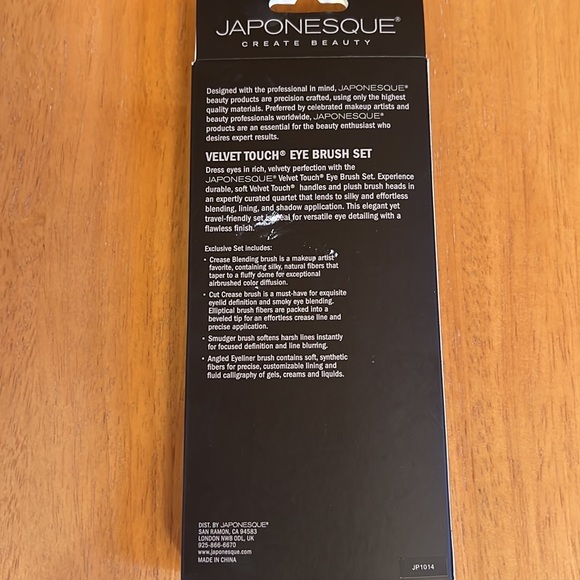 JAPONESQUE®
CREATE BEAUTY
Designed with the professional in mind, JAPONESQUE®
beauty products are precision crafted, using only the highest
quality materials. Preferred by celebrated makeup artists and
beauty professionals worldwide, JAPONESQUE®
products are an essential for the beauty enthusiast who
desires expert results.
VELVET TOUCH® EYE BRUSH SET
Dress eyes in rich, velvety perfection with the
JAPONESQUE® Velvet Touch® Eye Brush Set. Experience
durable, soft Velvet Touch® handles and plush brush heads in
an expertly curated quartet that lends to silky and effortless
blending, lining, and shadow application. This elegant yet
travel-friendly set is ideal for versatile eye detailing with a
flawless finish.
Exclusive Set includes:
• Crease Blending brush is a makeup artist
favorite, containing silky, natural fibers that
taper to a fluffy dome for exceptional
airbrushed color diffusion.
• Cut Crease brush is a must-have for exquisite
eyelid definition and smoky eye blending.
Elliptical brush fibers are packed into a
beveled tip for an effortless crease line and
precise application.
• Smudger brush softens harsh lines instantly
for focused definition and line blurring.
• Angled Eyeliner brush contains soft, synthetic
fibers for precise, customizable lining and
fluid calligraphy of gels, creams and liquids.
DIST. BY JAPONESQUE®
SAN RAMON, CA 94583
LONDON NW8 0DL, UK
925-866-6670
www.japonesque.com
MADE IN CHINA
JP1014